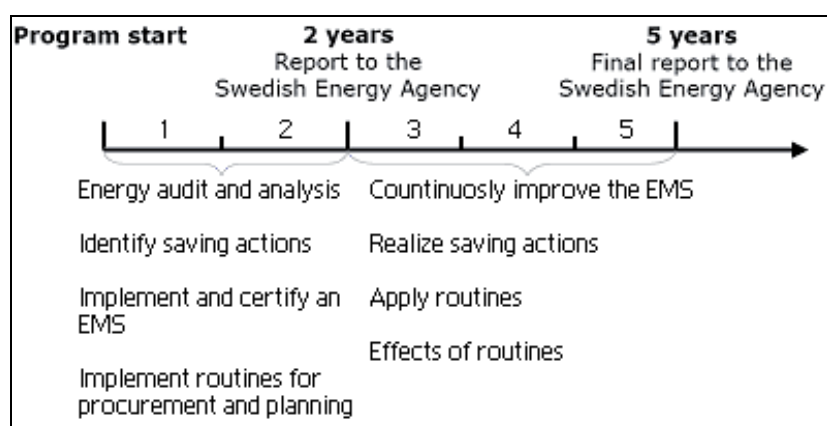 Program start
2 years
Report to the
Swedish Energy Agency
5 years
Final report to the
Swedish Energy Agency
1 2 3 4 5
Energy audit and analysis
Identify saving actions
Implement and certify an
EMS
Implement routines for
procurement and planning
Countinuosly improve the EMS
Realize saving actions
Apply routines
Effects of routines